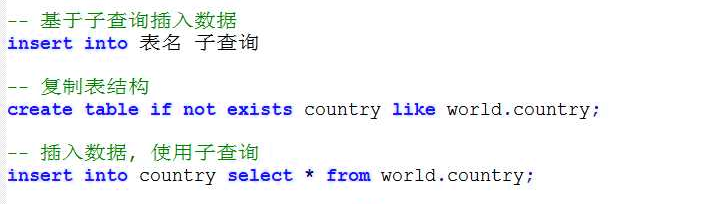 -- 基于子查询插入数据
insert into 表名 子查询
-- 复制表结构
create table if not exists country like world.country;
-- 插入数据, 使用子查询
insert into country select * from world.country;